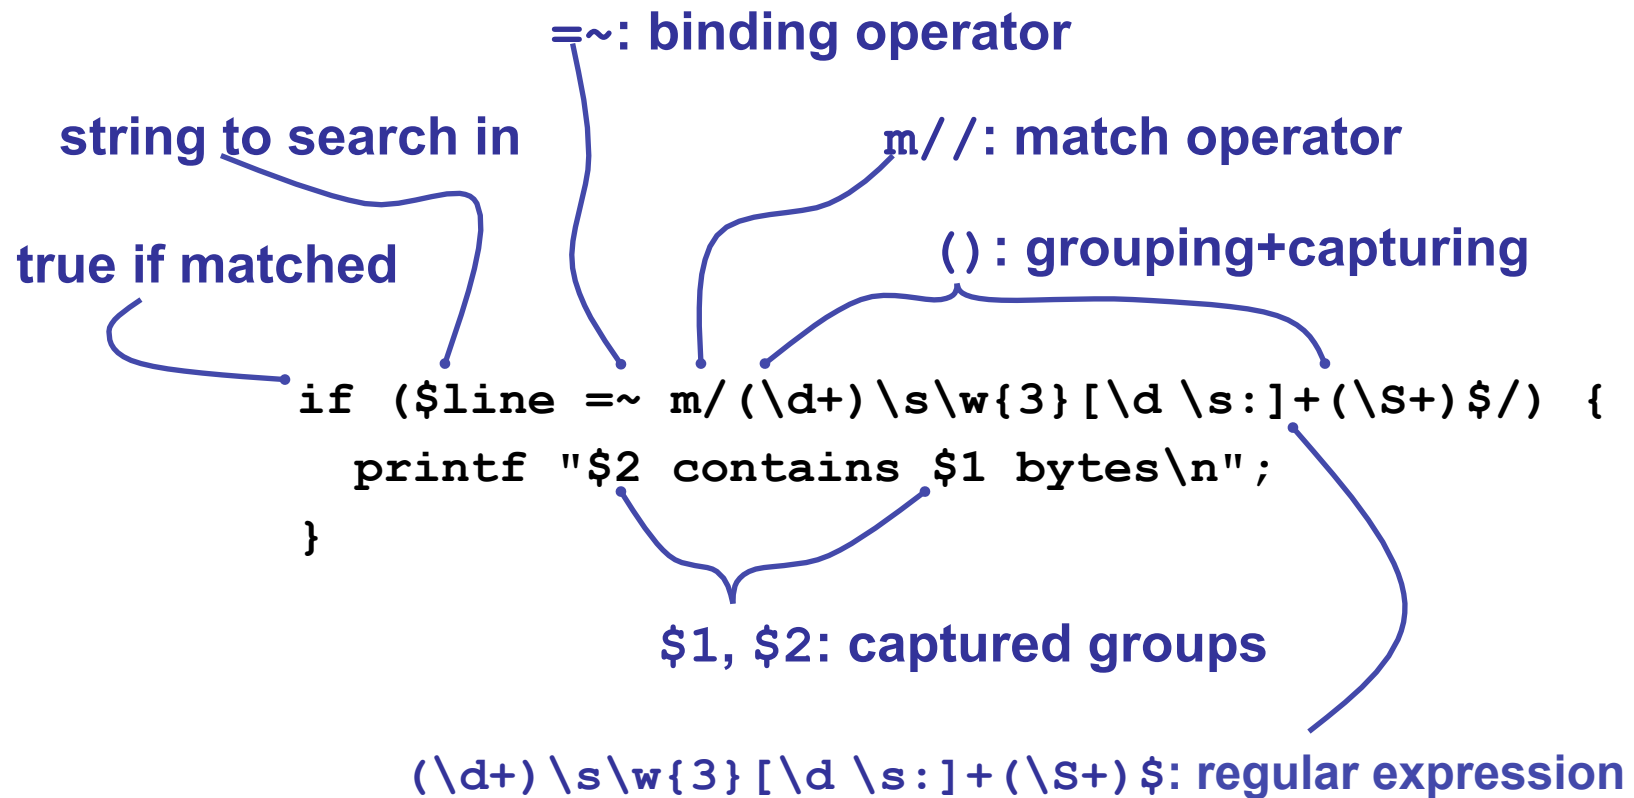 =~: binding operator
string to search in
m//: match operator
true if matched
(): grouping+capturing
if ($line =~ m/(\d+)\s\w{3}[\d \s:]+(\S+)$/) {
printf "$2 contains $1 bytes\n";
}
$1, $2: captured groups
(\d+)\s\w{3}[\d \s:]+(\S+)$: regular expression